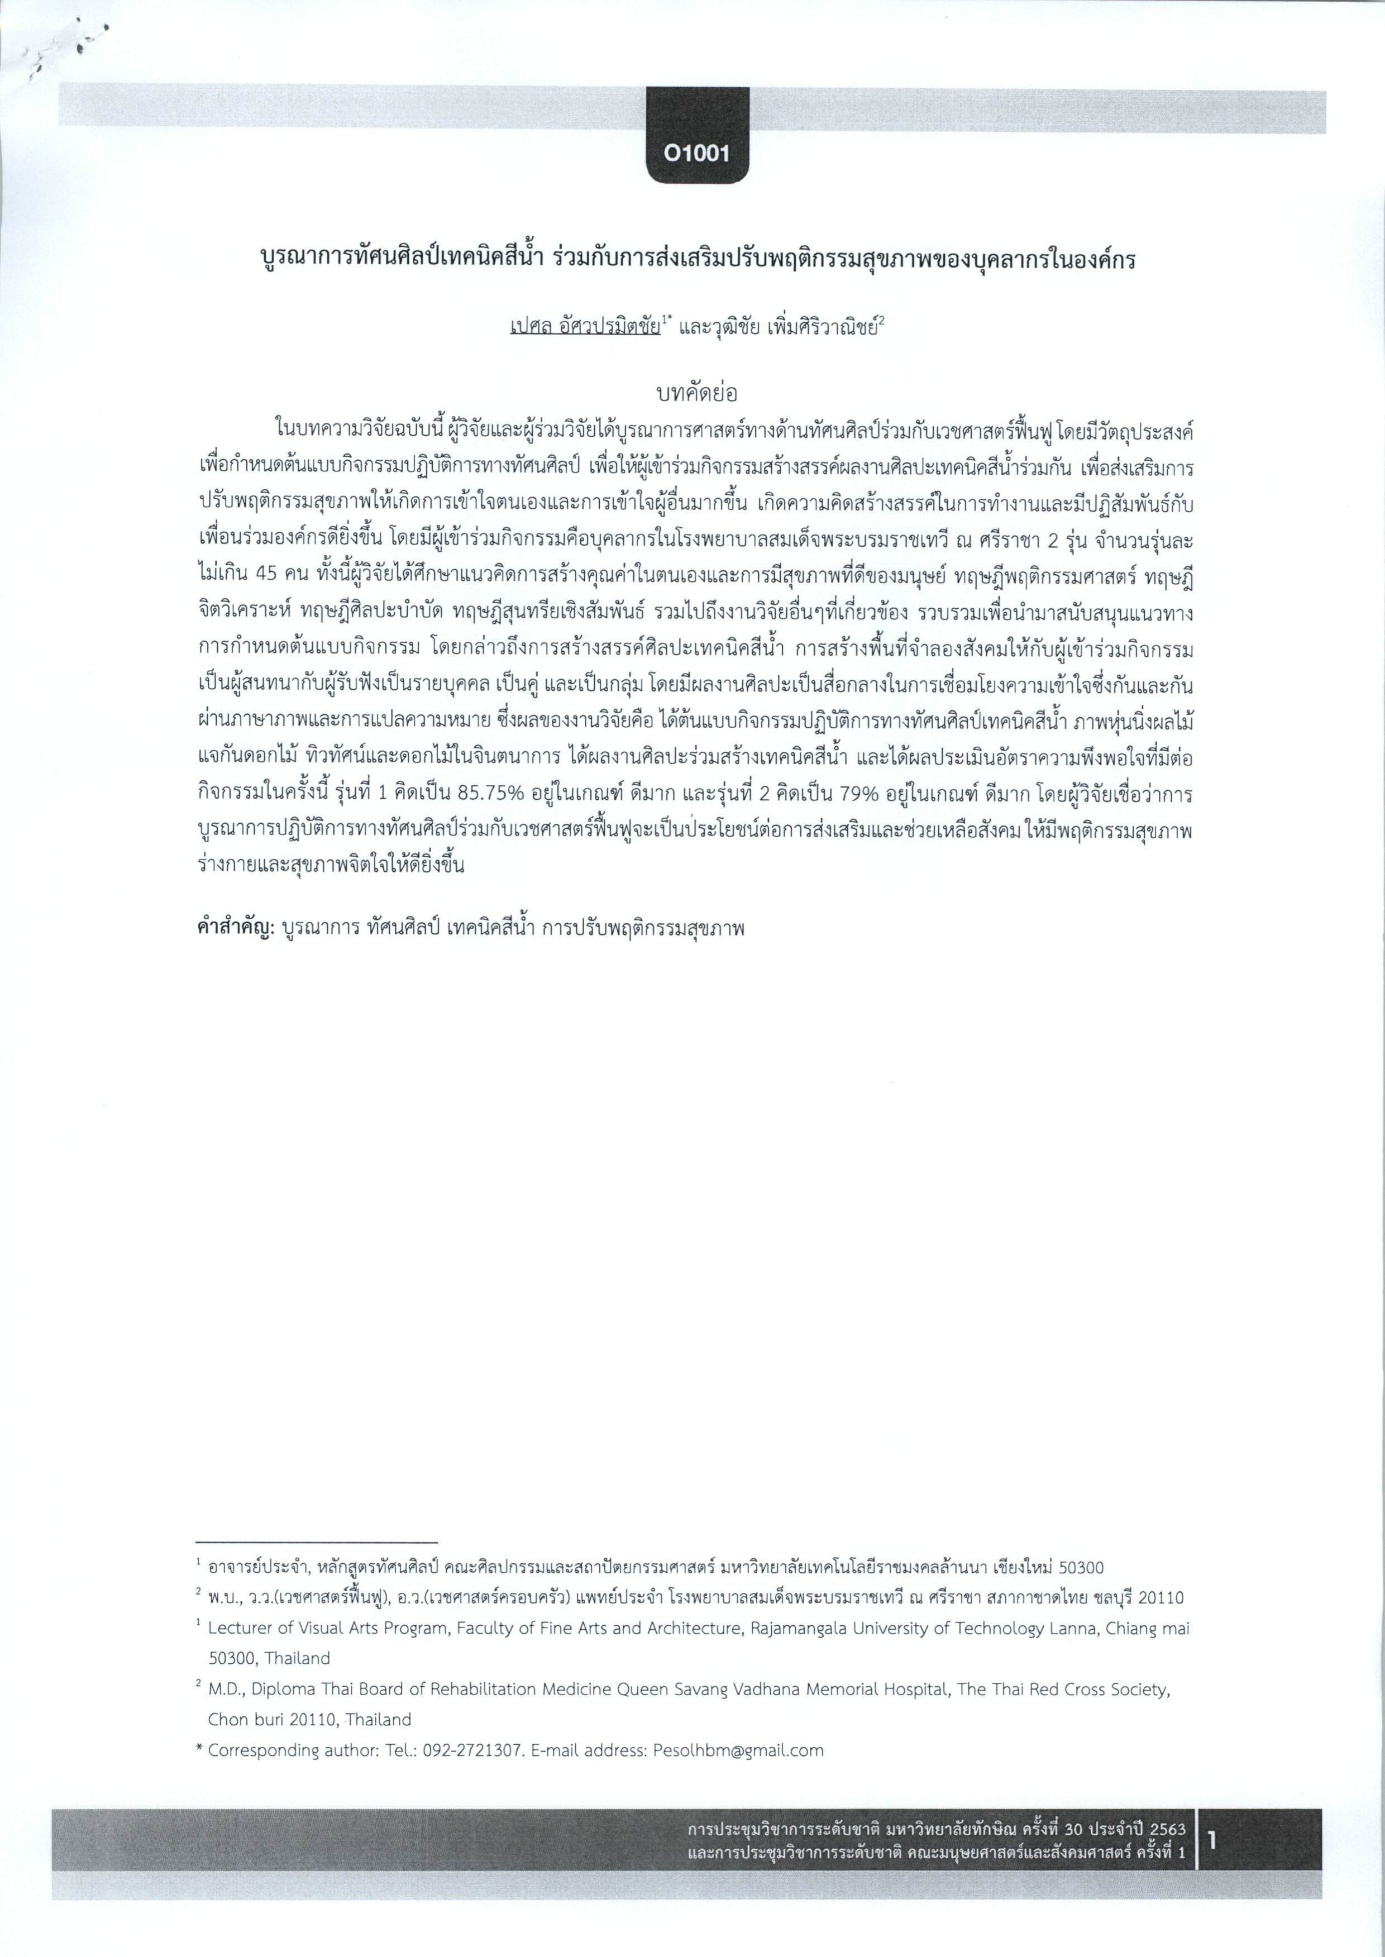 O1001
บูรณาการทัศนศิลป์เทคนิคสีน้ำ ร่วมกับการส่งเสริมปรับพฤติกรรมสุขภาพของบุคลากรในองค์กร
เปศล อัศวปรมิตชัย¹* และวุฒิชัย เพิ่มศิริวาณิชย์²
บทคัดย่อ
ในบทความวิจัยฉบับนี้ ผู้วิจัยและผู้ร่วมวิจัยได้บูรณาการศาสตร์ทางด้านทัศนศิลป์ร่วมกับเวชศาสตร์ฟื้นฟู โดยมีวัตถุประสงค์
เพื่อกำหนดต้นแบบกิจกรรมปฏิบัติการทางทัศนศิลป์ เพื่อให้ผู้เข้าร่วมกิจกรรมสร้างสรรค์ผลงานศิลปะเทคนิคสีน้ำร่วมกัน เพื่อส่งเสริมการ
ปรับพฤติกรรมสุขภาพให้เกิดการเข้าใจตนเองและการเข้าใจผู้อื่นมากขึ้น เกิดความคิดสร้างสรรค์ในการทำงานและมีปฏิสัมพันธ์กับ
เพื่อนร่วมองค์กรดียิ่งขึ้น โดยมีผู้เข้าร่วมกิจกรรมคือบุคลากรในโรงพยาบาลสมเด็จพระบรมราชเทวี ณ ศรีราชา 2 รุ่น จำนวนรุ่นละ
ไม่เกิน 45 คน ทั้งนี้ผู้วิจัยได้ศึกษาแนวคิดการสร้างคุณค่าในตนเองและการมีสุขภาพที่ดีของมนุษย์ ทฤษฎีพฤติกรรมศาสตร์ ทฤษฎี
จิตวิเคราะห์ ทฤษฎีศิลปะบำบัด ทฤษฎีสุนทรียเชิงสัมพันธ์ รวมไปถึงงานวิจัยอื่นๆที่เกี่ยวข้อง รวบรวมเพื่อนำมาสนับสนุนแนวทาง
การกำหนดต้นแบบกิจกรรม โดยกล่าวถึงการสร้างสรรค์ศิลปะเทคนิคสีน้ำ การสร้างพื้นที่จำลองสังคมให้กับผู้เข้าร่วมกิจกรรม
เป็นผู้สนทนากับผู้รับฟังเป็นรายบุคคล เป็นคู่ และเป็นกลุ่ม โดยมีผลงานศิลปะเป็นสื่อกลางในการเชื่อมโยงความเข้าใจซึ่งกันและกัน
ผ่านภาษาภาพและการแปลความหมาย ซึ่งผลของงานวิจัยคือ ได้ต้นแบบกิจกรรมปฏิบัติการทางทัศนศิลป์เทคนิคสีน้ำ ภาพหุ่นนิ่งผลไม้
แจกันดอกไม้ ทิวทัศน์และดอกไม้ในจินตนาการ ได้ผลงานศิลปะร่วมสร้างเทคนิคสีน้ำ และได้ผลประเมินอัตราความพึงพอใจที่มีต่อ
กิจกรรมในครั้งนี้ รุ่นที่ 1 คิดเป็น 85.75% อยู่ในเกณฑ์ ดีมาก และรุ่นที่ 2 คิดเป็น 79% อยู่ในเกณฑ์ ดีมาก โดยผู้วิจัยเชื่อว่าการ
บูรณาการปฏิบัติการทางทัศนศิลป์ร่วมกับเวชศาสตร์ฟื้นฟูจะเป็นประโยชน์ต่อการส่งเสริมและช่วยเหลือสังคม ให้มีพฤติกรรมสุขภาพ
ร่างกายและสุขภาพจิตใจให้ดียิ่งขึ้น
คำสำคัญ: บูรณาการ ทัศนศิลป์ เทคนิคสีน้ำ การปรับพฤติกรรมสุขภาพ
¹ อาจารย์ประจำ, หลักสูตรทัศนศิลป์ คณะศิลปกรรมและสถาปัตยกรรมศาสตร์ มหาวิทยาลัยเทคโนโลยีราชมงคลล้านนา เชียงใหม่ 50300
² พ.บ., ว.ว.(เวชศาสตร์ฟื้นฟู), อ.ว.(เวชศาสตร์ครอบครัว) แพทย์ประจำ โรงพยาบาลสมเด็จพระบรมราชเทวี ณ ศรีราชา สภากาชาดไทย ชลบุรี 20110
¹ Lecturer of Visual Arts Program, Faculty of Fine Arts and Architecture, Rajamangala University of Technology Lanna, Chiang mai
50300, Thailand
² M.D., Diploma Thai Board of Rehabilitation Medicine Queen Savang Vadhana Memorial Hospital, The Thai Red Cross Society,
Chon buri 20110, Thailand
* Corresponding author: Tel.: 092-2721307. E-mail address: Pesolhbm@gmail.com
การประชุมวิชาการระดับชาติ มหาวิทยาลัยทักษิณ ครั้งที่ 30 ประจำปี 2563
และการประชุมวิชาการระดับชาติ คณะมนุษยศาสตร์และสังคมศาสตร์ ครั้งที่ 1
1